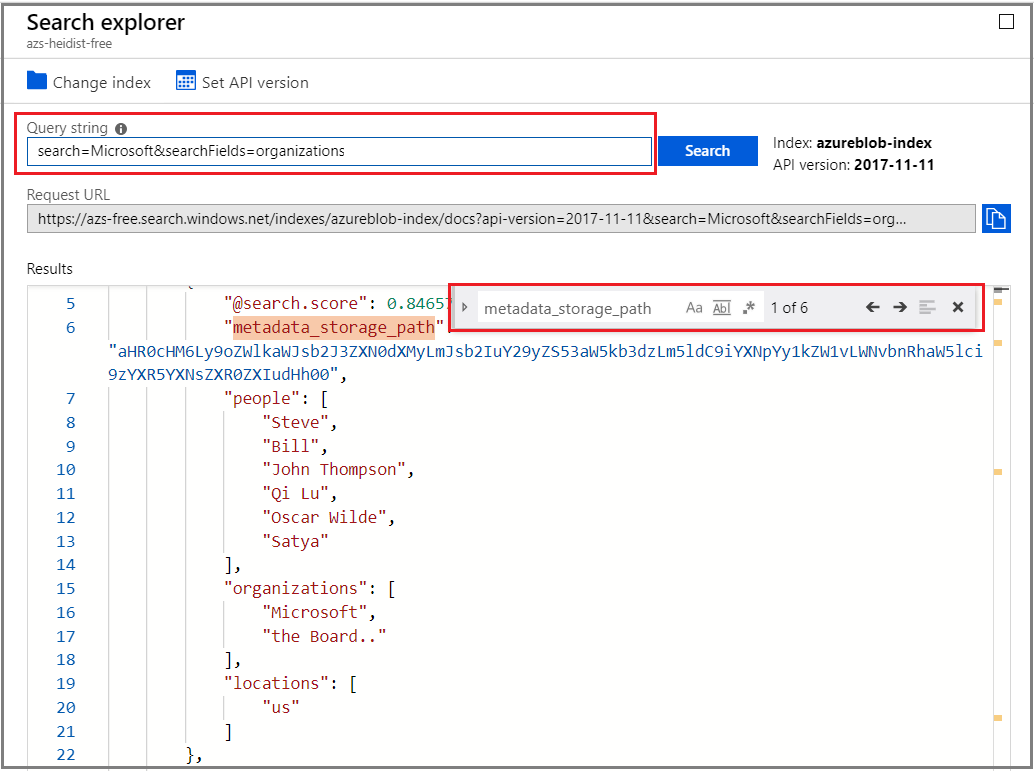 Search explorer
azs-heidist-free
Change index
Set API version
Query string
search=Microsoft&searchFields=organizations
Search
Index: azureblob-index
API version: 2017-11-11
Request URL
https://azs-free.search.windows.net/indexes/azureblob-index/docs?api-version=2017-11-11&search=Microsoft&searchFields=org...
Results
5 "@search.score": 0.8465
metadata_storage_path Aa Abl .* 1 of 6
6 "metadata_storage_path"
"aHR0cHM6Ly9oZWlkaWJsb2J3ZXN0dXMyLmJsb2IuY29yZS53aW5kb3dzLm5ldC9iYXNpYy1kZW1vLWNvbnRhaW5lci
9zYXR5YXNsZXR0ZXIudHh00",
7 "people": [
8 "Steve",
9 "Bill",
10 "John Thompson",
11 "Qi Lu",
12 "Oscar Wilde",
13 "Satya"
14 ],
15 "organizations": [
16 "Microsoft",
17 "the Board.."
18 ],
19 "locations": [
20 "us"
21 ]
22 },